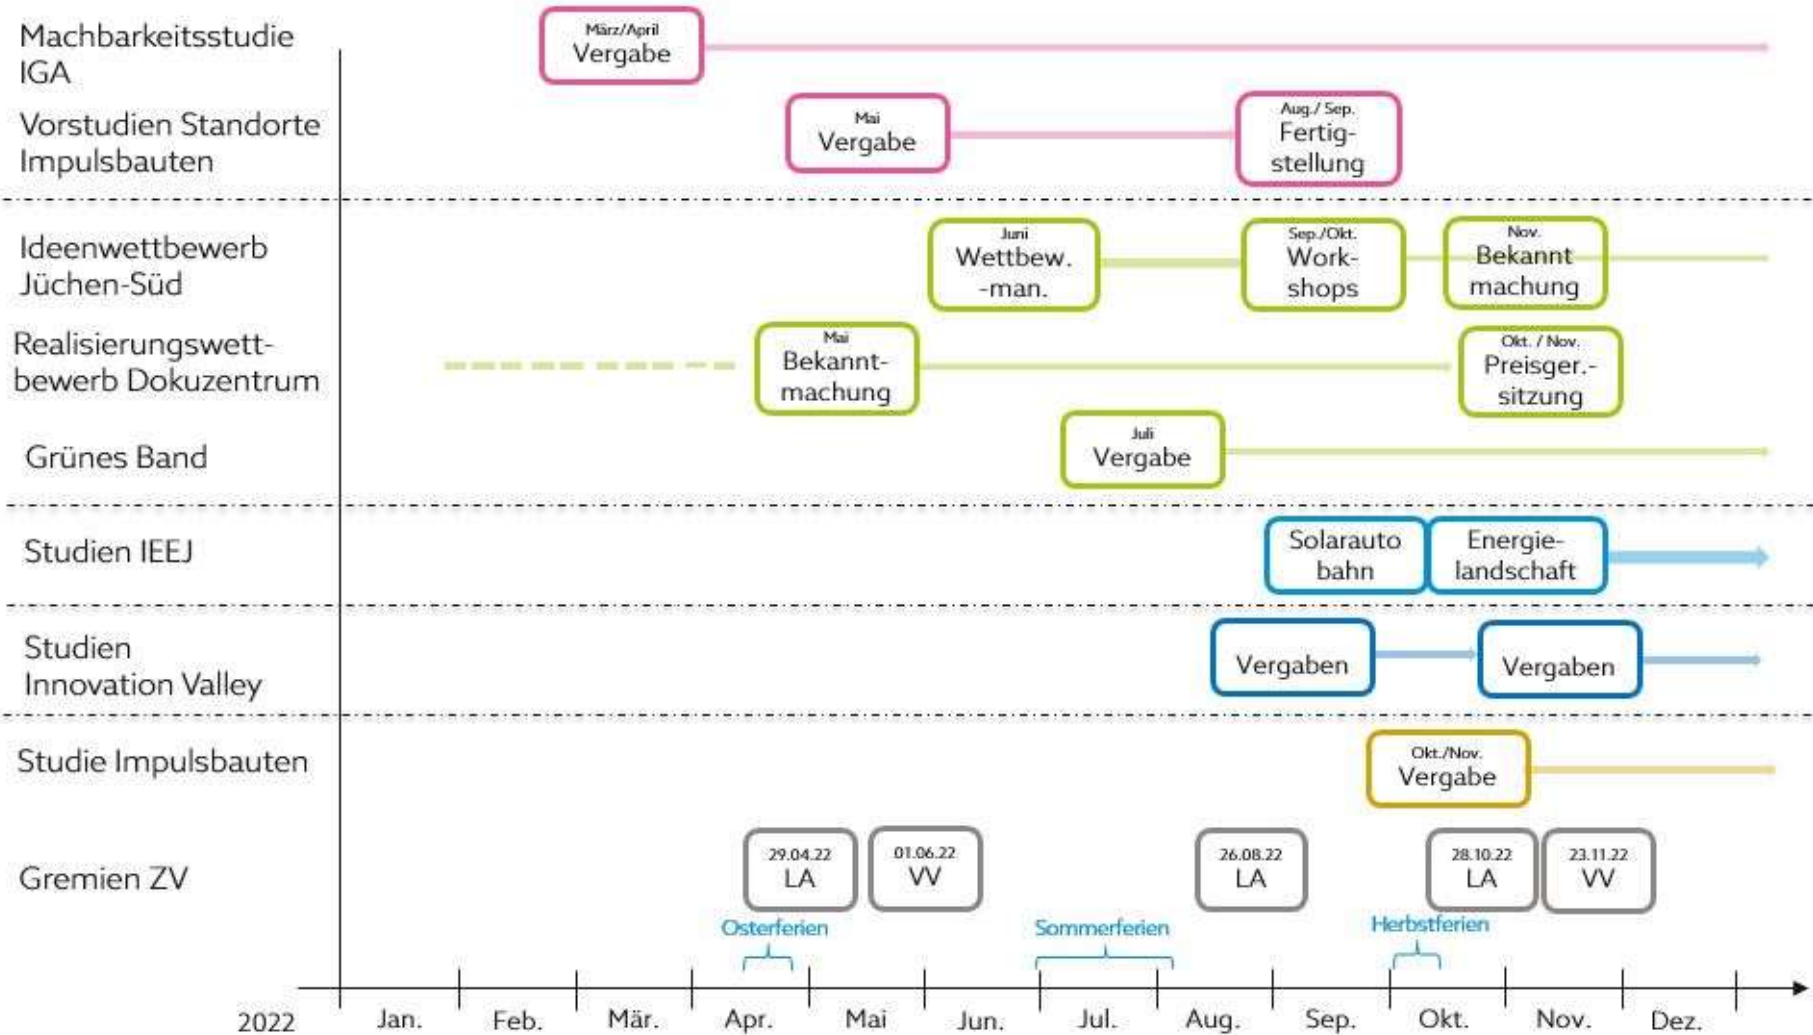 Machbarkeitsstudie
IGA
März/April
Vergabe
Vorstudien Standorte
Impulsbauten
Mai
Vergabe
Aug./ Sep.
Fertig-
stellung
Ideenwettbewerb
Jüchen-Süd
Juni
Wettbew.
-man.
Sep./Okt.
Work-
shops
Nov.
Bekannt
machung
Realisierungswett-
bewerb Dokuzentrum
Mai
Bekannt-
machung
Okt. / Nov.
Preisger.-
sitzung
Grünes Band
Juli
Vergabe
Studien IEEJ
Solarauto
bahn
Energie-
landschaft
Studien
Innovation Valley
Vergaben
Vergaben
Studie Impulsbauten
Okt./Nov.
Vergabe
Gremien ZV
29.04.22
LA
01.06.22
VV
26.08.22
LA
28.10.22
LA
23.11.22
VV
Osterferien
Sommerferien
Herbstferien
2022 Jan. Feb. Mär. Apr. Mai Jun. Jul. Aug. Sep. Okt. Nov. Dez.